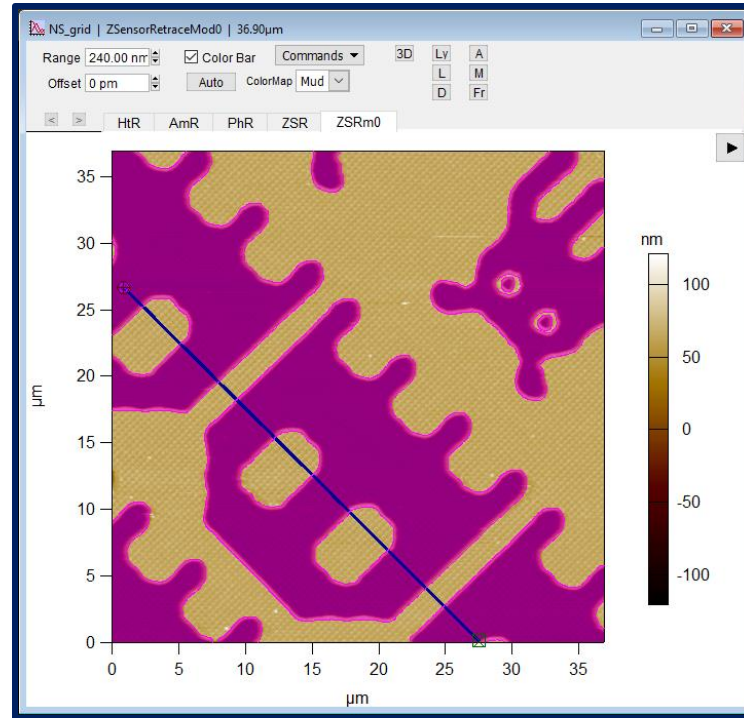 NS_grid | ZSensorRetraceMod0 | 36.90µm
Range 240.00 nm Color Bar Commands 3D Ly A
L M
Offset 0 pm Auto ColorMap Mud D Fr
< > HtR AmR PhR ZSR ZSRm0
35
30
25
20
15
10
5
0
µm
0 5 10 15 20 25 30 35
µm
nm
100
50
0
-50
-100